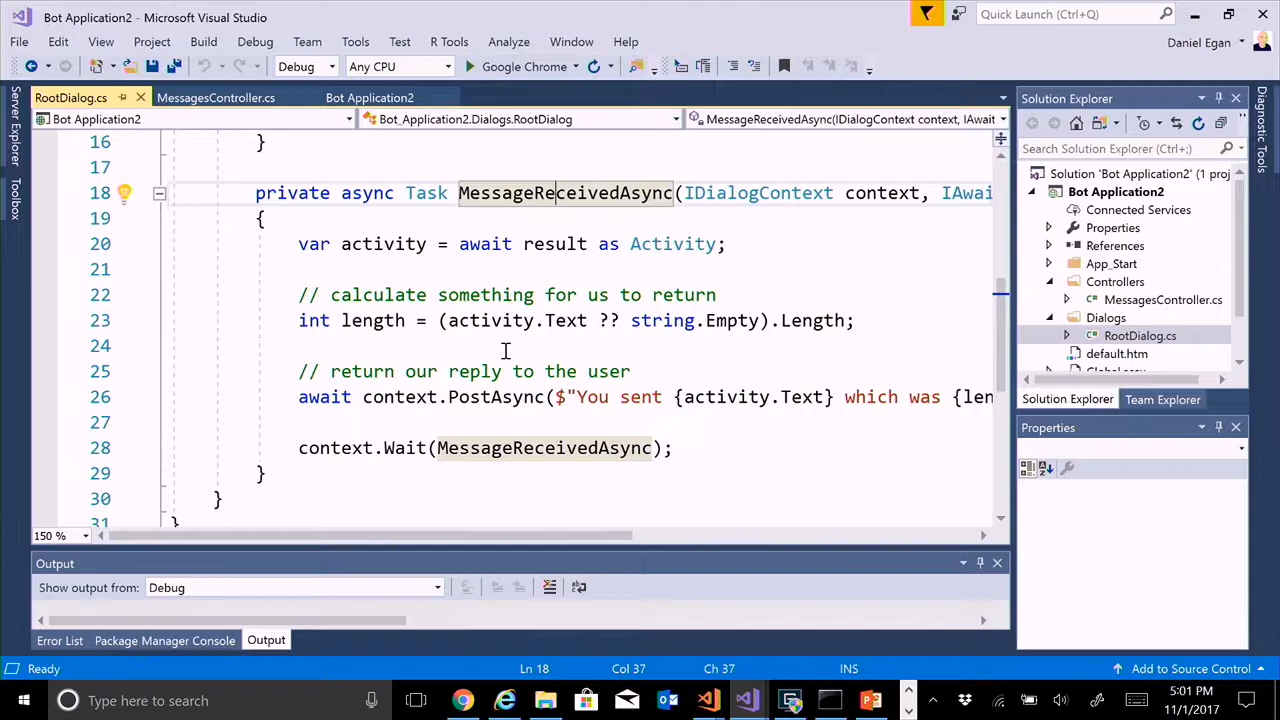 Bot Application2 - Microsoft Visual Studio
Quick Launch (Ctrl+Q)
File Edit View Project Build Debug Team Tools Test R Tools Analyze Window Help
Daniel Egan
Debug Any CPU Google Chrome
RootDialog.cs MessagesController.cs Bot Application2
Bot Application2 Bot_Application2.Dialogs.RootDialog MessageReceivedAsync(IDialogContext context, IAwait
Server Explorer
Toolbox
16 }
17
18 private async Task MessageReceivedAsync(IDialogContext context, IAwai
19 {
20 var activity = await result as Activity;
21
22 // calculate something for us to return
23 int length = (activity.Text ?? string.Empty).Length;
24
25 // return our reply to the user
26 await context.PostAsync($"You sent {activity.Text} which was {len
27
28 context.Wait(MessageReceivedAsync);
29 }
30 }
31 }
150 %
Solution Explorer
Search Solution Explorer (Ctrl+;)
Solution 'Bot Application2' (1 proj
Bot Application2
Connected Services
Properties
References
App_Start
Controllers
MessagesController.cs
Dialogs
RootDialog.cs
default.htm
Solution Explorer Team Explorer
Properties
Diagnostic Tools
Output
Show output from: Debug
Error List Package Manager Console Output
Ready Ln 18 Col 37 Ch 37 INS Add to Source Control
Type here to search
5:01 PM
11/1/2017